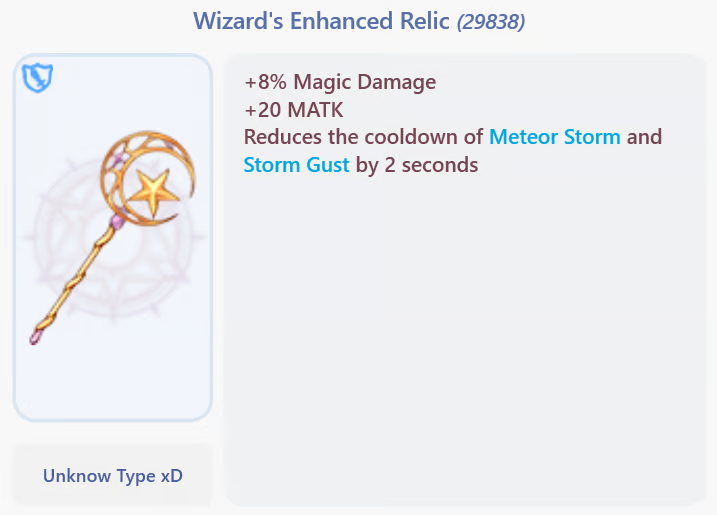 Wizard's Enhanced Relic (29838)
+8% Magic Damage
+20 MATK
Reduces the cooldown of Meteor Storm and
Storm Gust by 2 seconds
Unknow Type xD